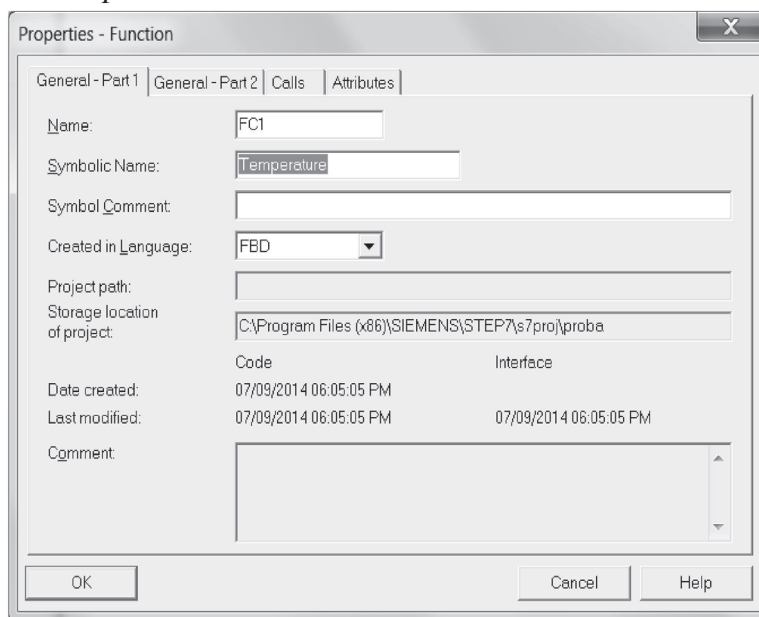 Properties - Function
X
General - Part 1 General - Part 2 Calls Attributes
Name: FC1
Symbolic Name: Temperature
Symbol Comment:
Created in Language: FBD
Project path:
Storage location
of project: C:\Program Files (x86)\SIEMENS\STEP7\s7proj\proba
Code Interface
Date created: 07/09/2014 06:05:05 PM
Last modified: 07/09/2014 06:05:05 PM 07/09/2014 06:05:05 PM
Comment:
OK Cancel Help